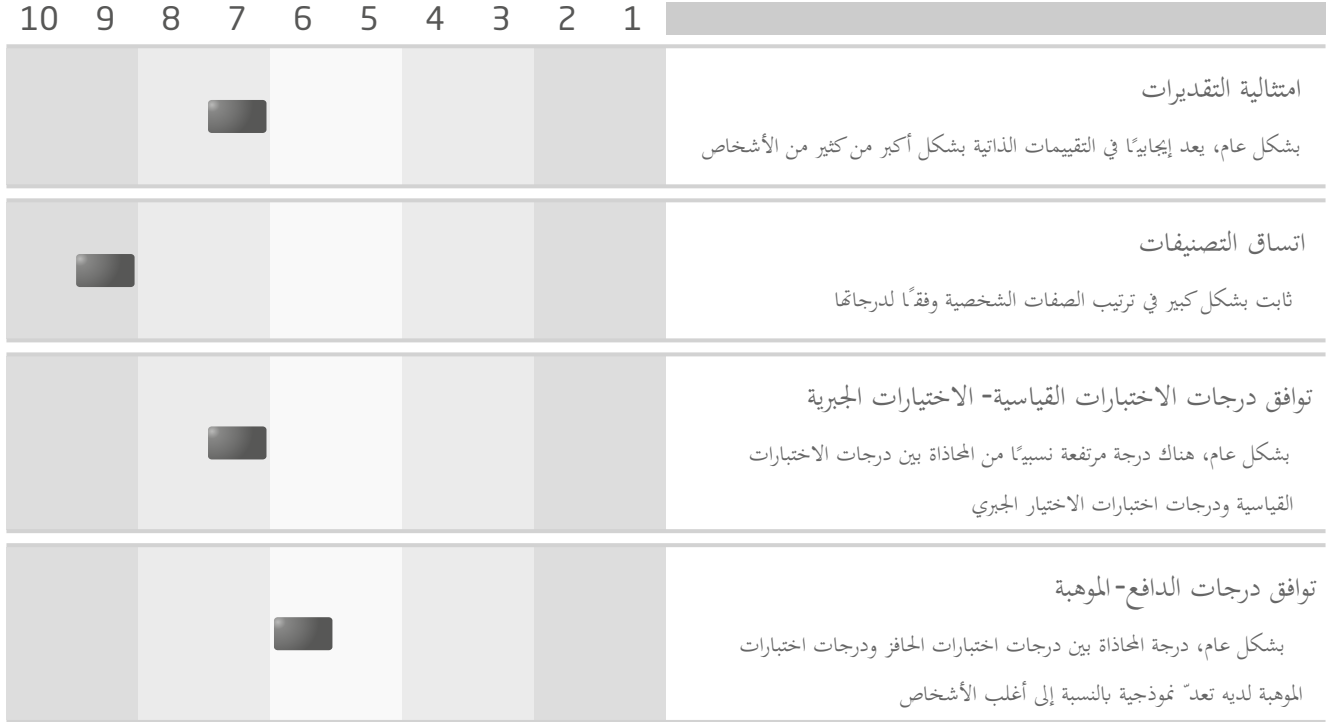 10 9 8 7 6 5 4 3 2 1
امتثالية التقديرات
بشكل عام، يعد إيجابيًا في التقييمات الذاتية بشكل أكبر من كثير من الأشخاص
اتساق التصنيفات
ثابت بشكل كبير في ترتيب الصفات الشخصية وفقًا لدرجاتها
توافق درجات الاختبارات القياسية- الاختيارات الجبرية
بشكل عام، هناك درجة مرتفعة نسبيًا من المحاذاة بين درجات الاختبارات
القياسية ودرجات اختبارات الاختيار الجبري
توافق درجات الدافع-الموهبة
بشكل عام، درجة المحاذاة بين درجات اختبارات الحافز ودرجات اختبارات
الموهبة لديه تعدّ نموذجية بالنسبة إلى أغلب الأشخاص